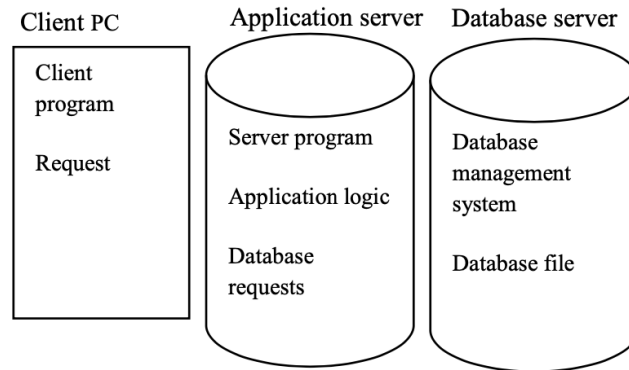 Client PC
Application server
Database server
Client
program
Request
Server program
Application logic
Database
requests
Database
management
system
Database file